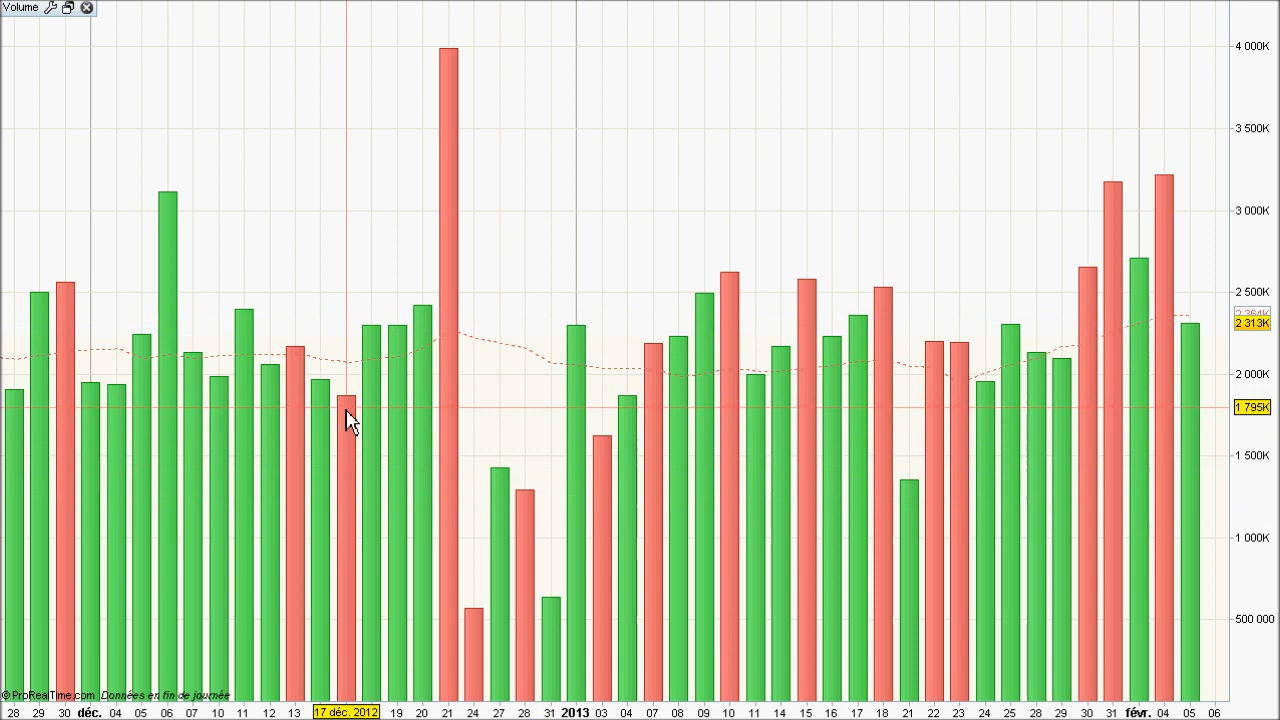 Volume
4 000K
3 500K
3 000K
2 500K
2 364K
2 313K
2 000K
1 795K
1 500K
1 000K
500 000
© ProRealTime.com Données en fin de journée
28 29 30 déc. 04 05 06 07 10 11 12 13 17 déc. 2012 19 20 21 24 27 28 31 2013 03 04 07 08 09 10 11 14 15 16 17 18 21 22 23 24 25 28 29 30 31 févr. 04 05 06